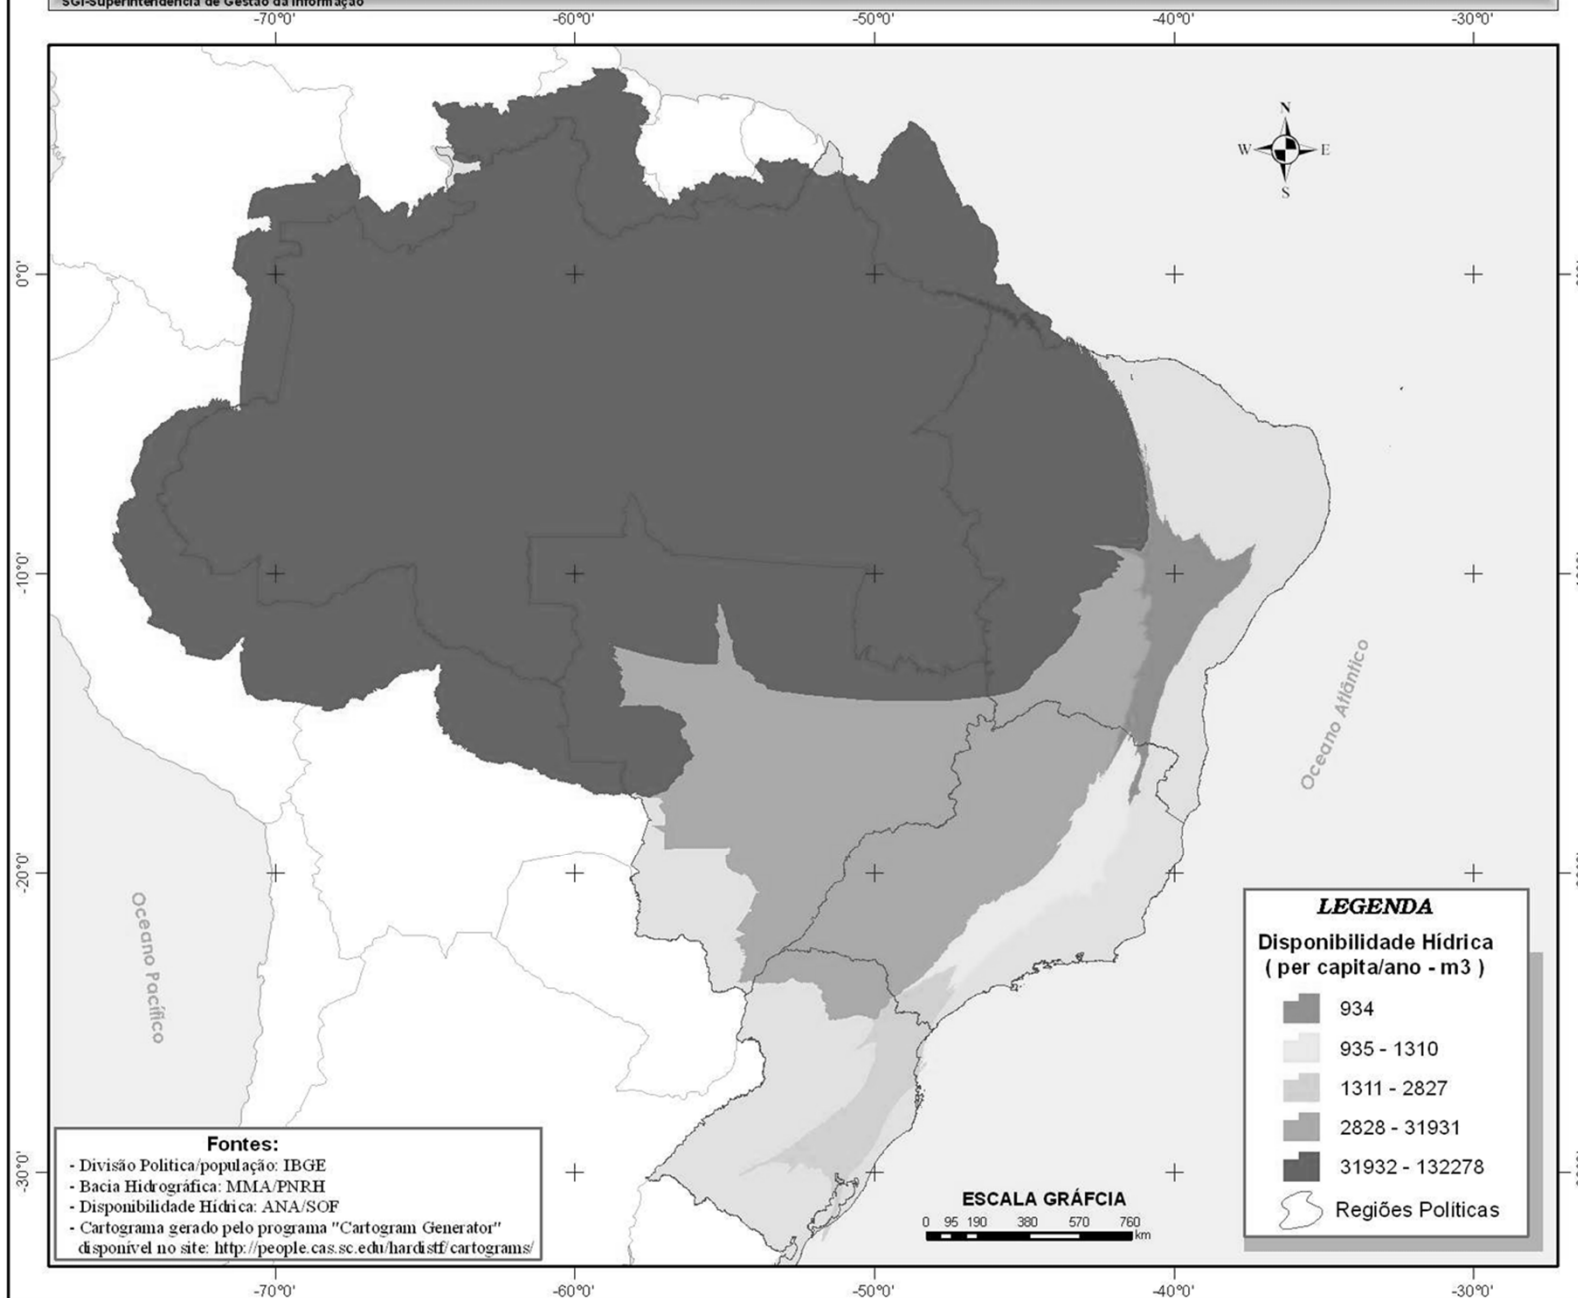 SGI-Superintendência de Gestão da Informação
-70°0' -60°0' -50°0' -40°0' -30°0'
N
W E
S
0°0'
-10°0'
-20°0'
-30°0'
Oceano Atlântico
Oceano Pacífico
LEGENDA
Disponibilidade Hídrica
( per capita/ano - m3 )
934
935 - 1310
1311 - 2827
2828 - 31931
31932 - 132278
Regiões Políticas
Fontes:
- Divisão Politica/população: IBGE
- Bacia Hidrográfica: MMA/PNRH
- Disponibilidade Hídrica: ANA/SOF
- Cartograma gerado pelo programa "Cartogram Generator"
disponível no site: http://people.cas.sc.edu/hardistf/cartograms/
ESCALA GRÁFCIA
0 95 190 380 570 760
km
-70°0' -60°0' -50°0' -40°0' -30°0'